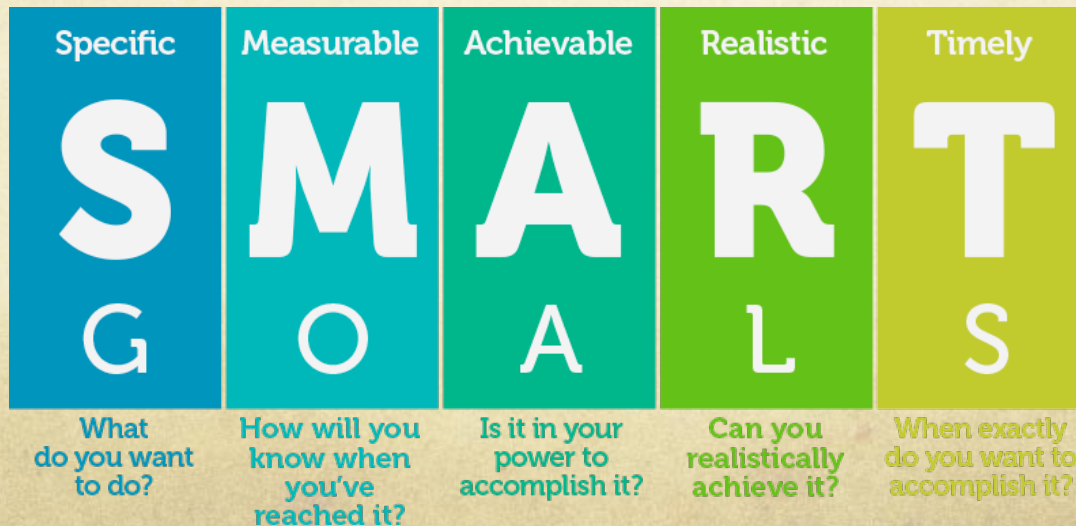 Specific Measurable Achievable Realistic Timely
S M A R T
G O A L S
What
do you want
to do?
How will you
know when
you've
reached it?
Is it in your
power to
accomplish it?
Can you
realistically
achieve it?
When exactly
do you want to
accomplish it?